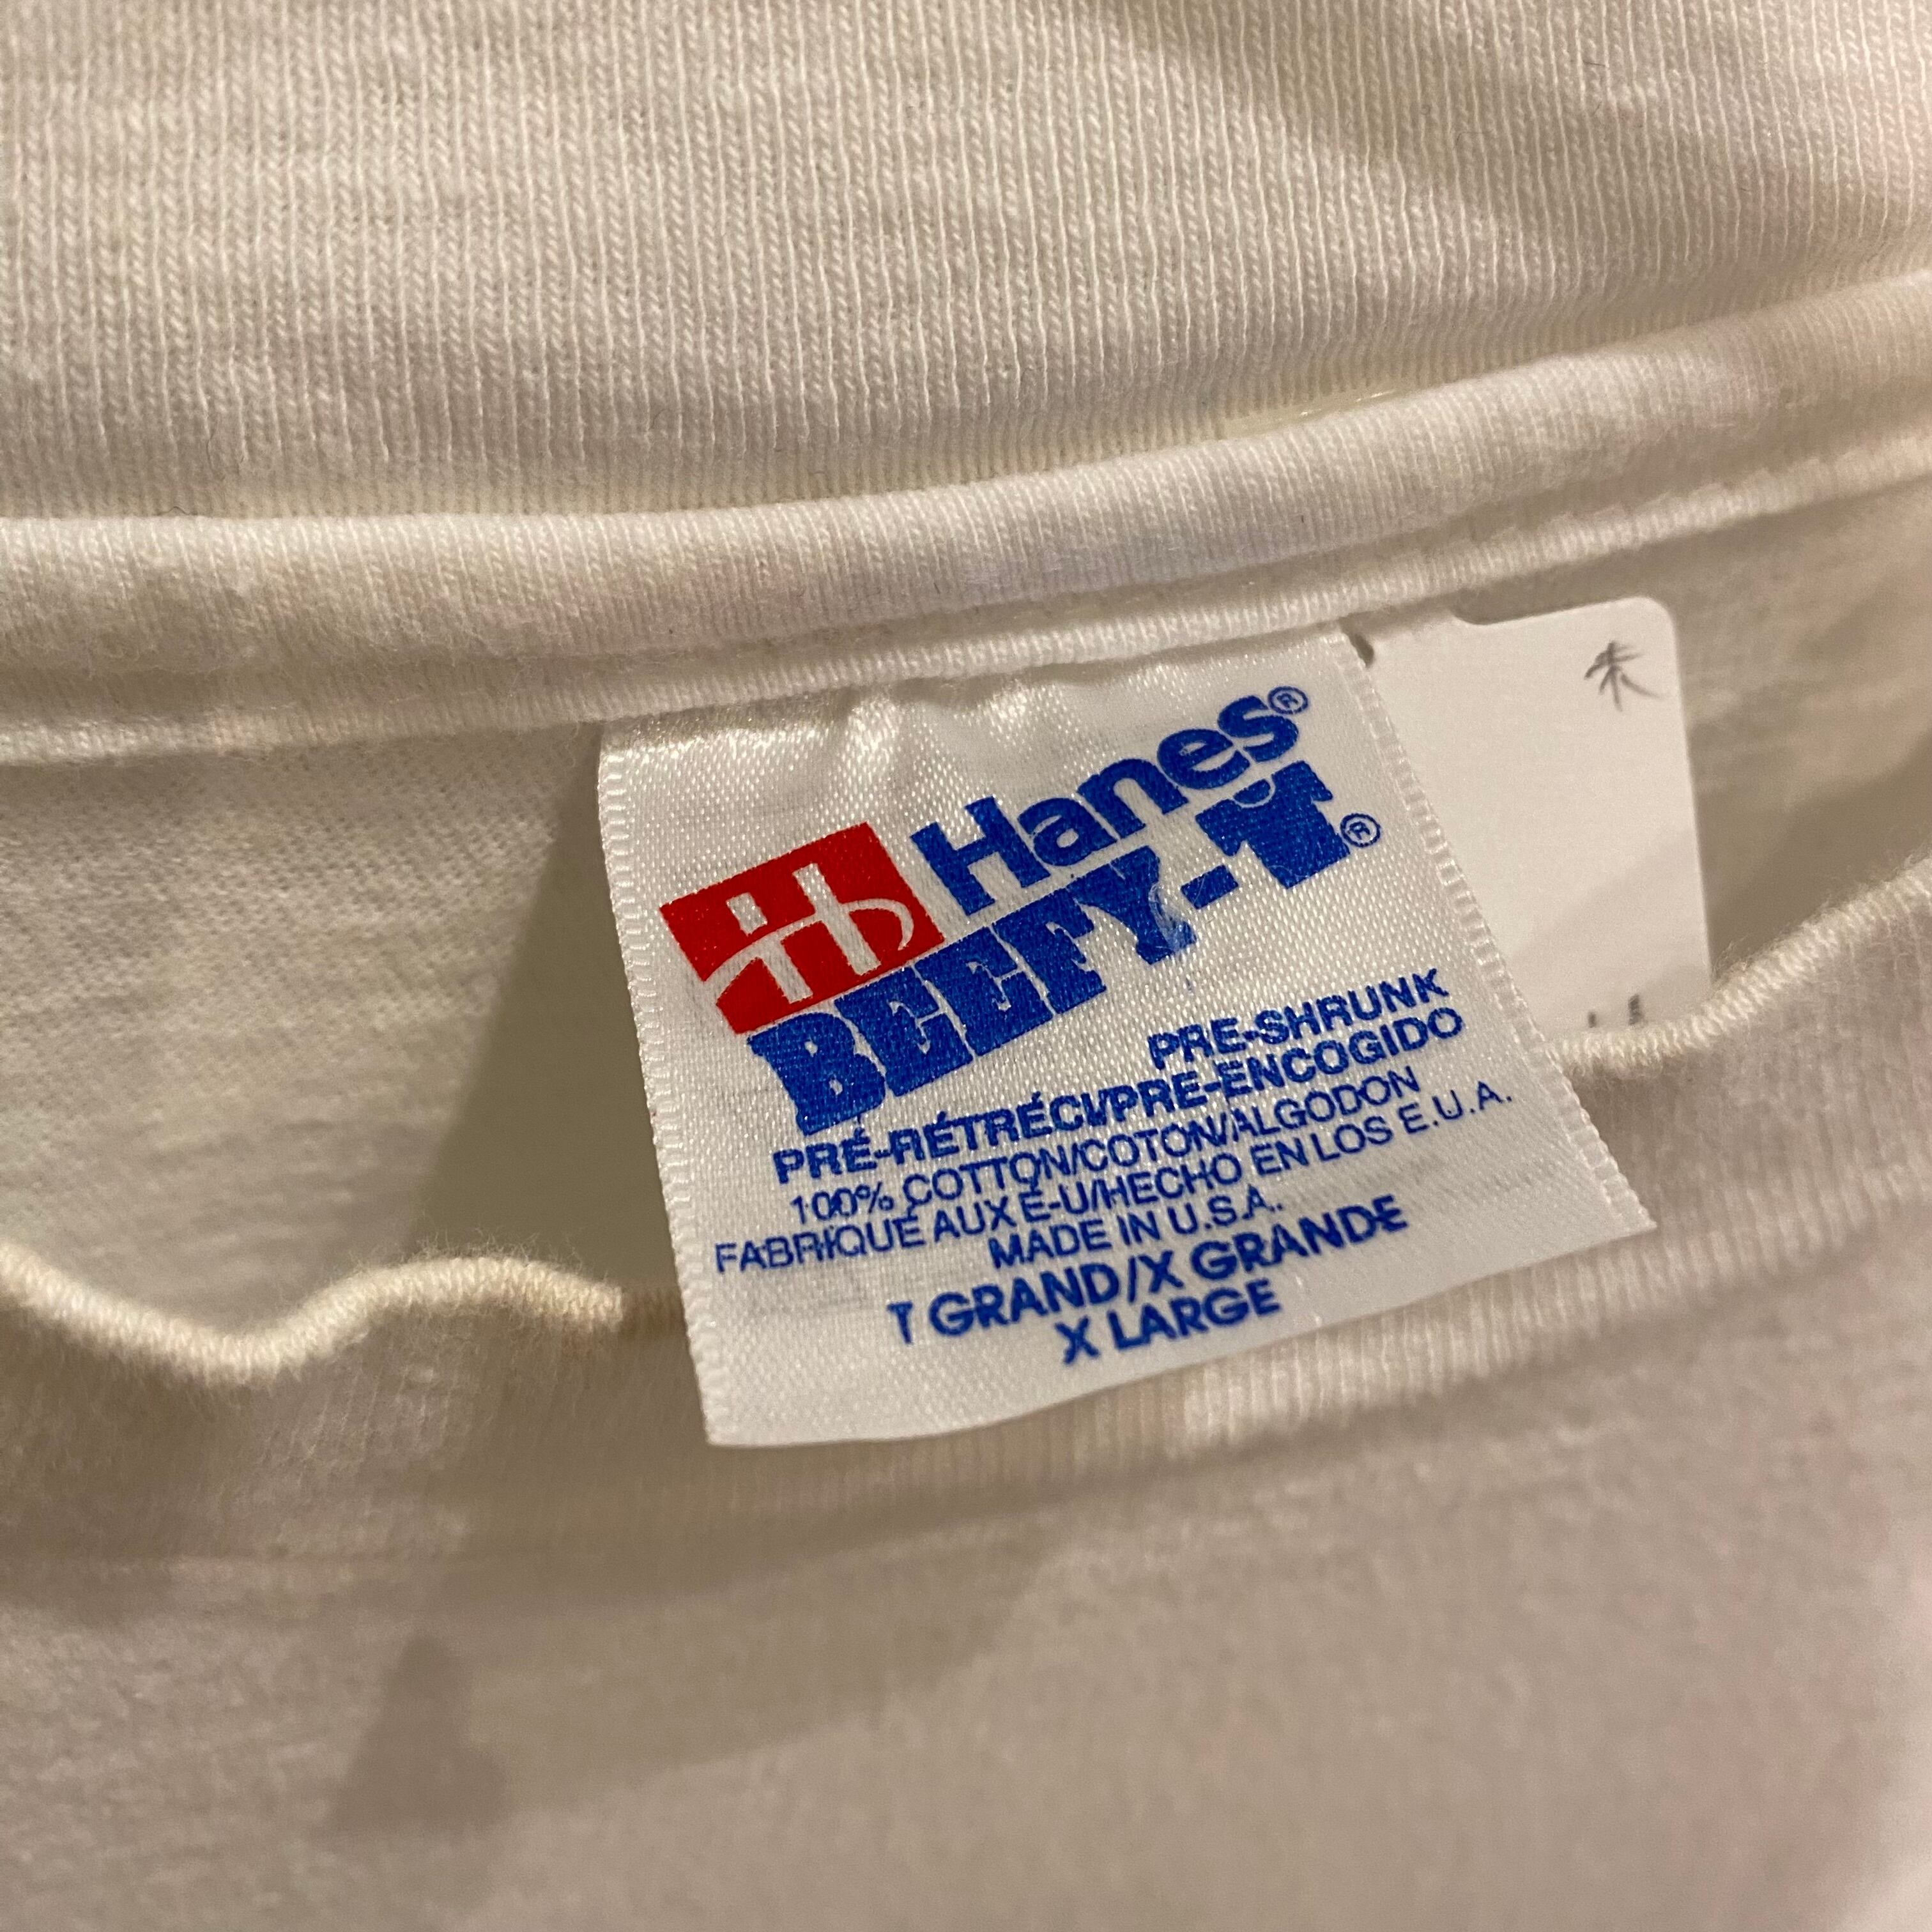 Hanes®
BEEFY-T®
PRE-SHRUNK
PRÉ-RÉTRÉCI/PRE-ENCOGIDO
100% COTTON/COTON/ALGODON
FABRIQUÉ AUX É-U/HECHO EN LOS E.U.A.
MADE IN U.S.A.
T GRAND/X GRANDE
X LARGE